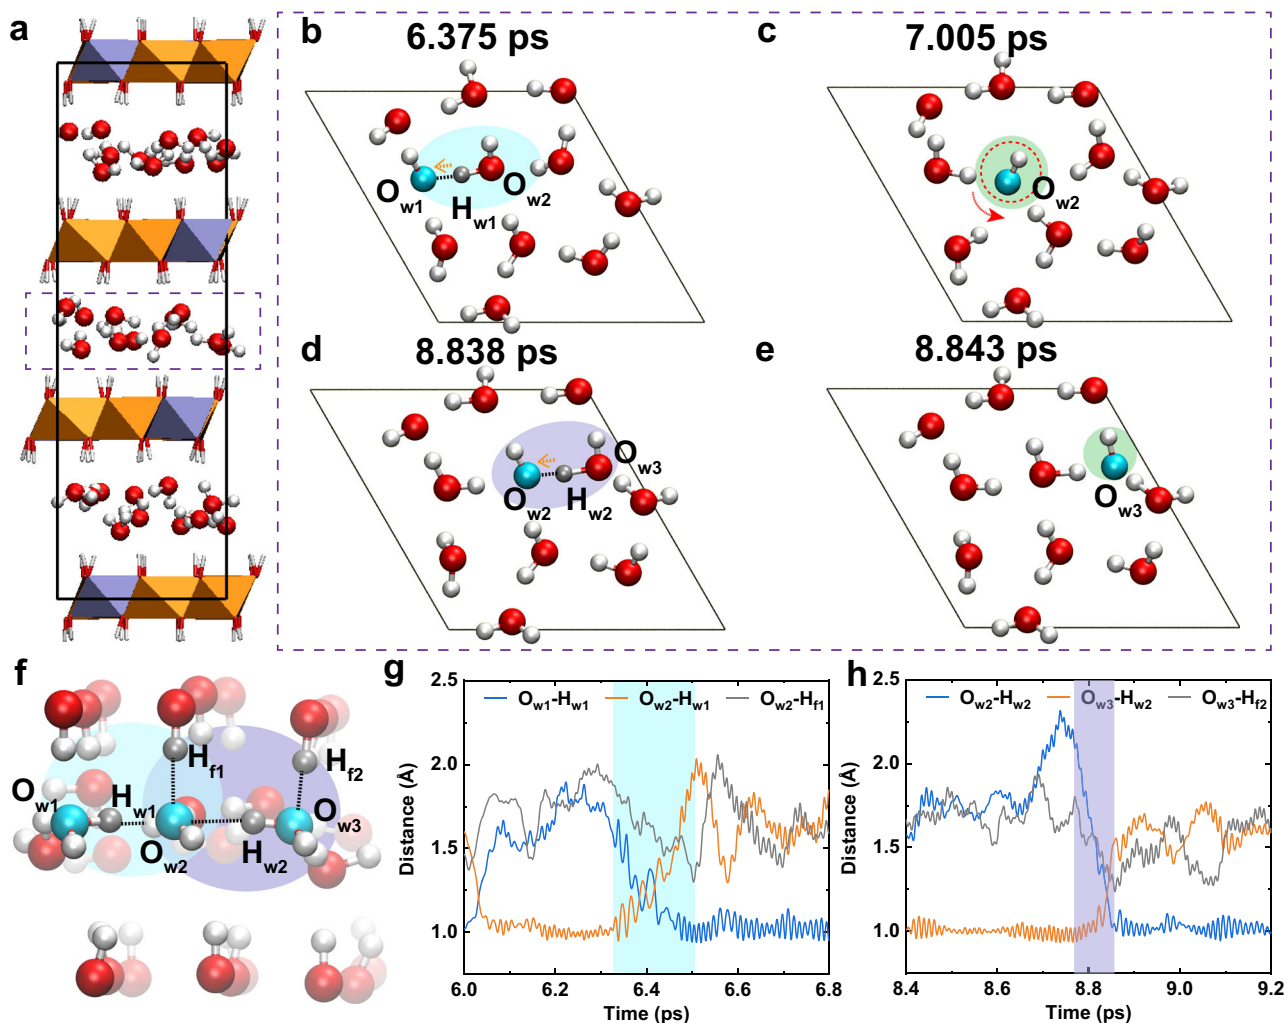 a
b
6.375 ps
Ow1
Hw1
Ow2
c
7.005 ps
Ow2
d
8.838 ps
Ow3
Ow2
Hw2
e
8.843 ps
Ow3
f
Hf1
Hf2
Ow1
Hw1
Ow3
Ow2
Hw2
g
Ow1-Hw1
Ow2-Hw1
Ow2-Hf1
2.5
2.0
1.5
1.0
Distance (Å)
6.0 6.2 6.4 6.6 6.8
Time (ps)
h
Ow2-Hw2
Ow3-Hw2
Ow3-Hf2
2.5
2.0
1.5
1.0
Distance (Å)
8.4 8.6 8.8 9.0 9.2
Time (ps)